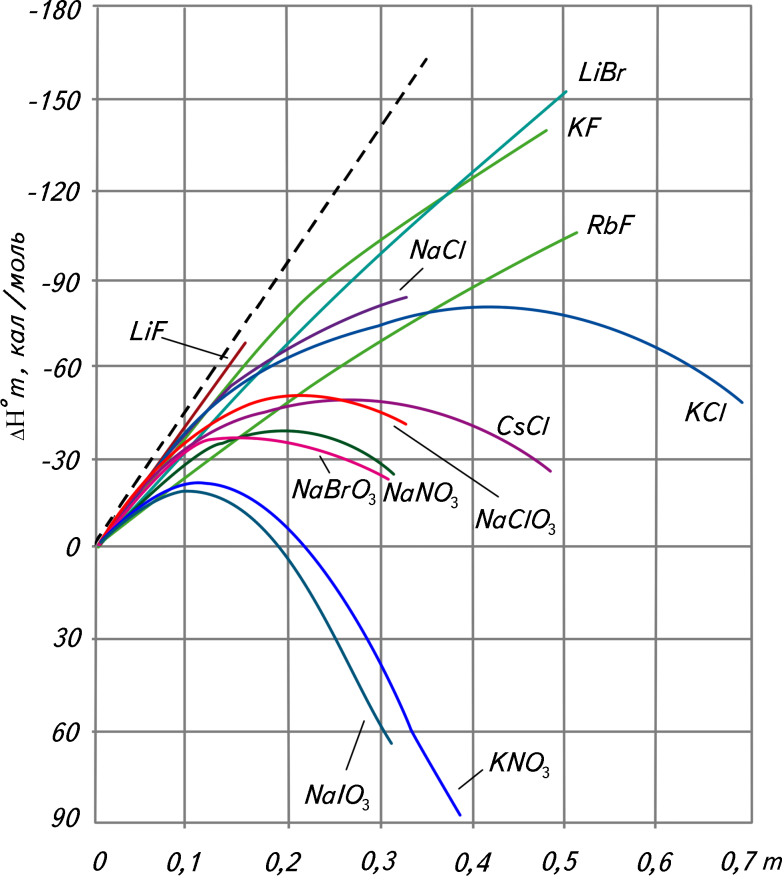 -180
-150
-120
-90
-60
-30
0
30
60
90
ΔH°m, кал/моль
0 0,1 0,2 0,3 0,4 0,5 0,6 0,7 m
LiBr
KF
RbF
NaCl
LiF
KCl
CsCl
NaBrO₃ NaNO₃
NaClO₃
KNO₃
NaIO₃